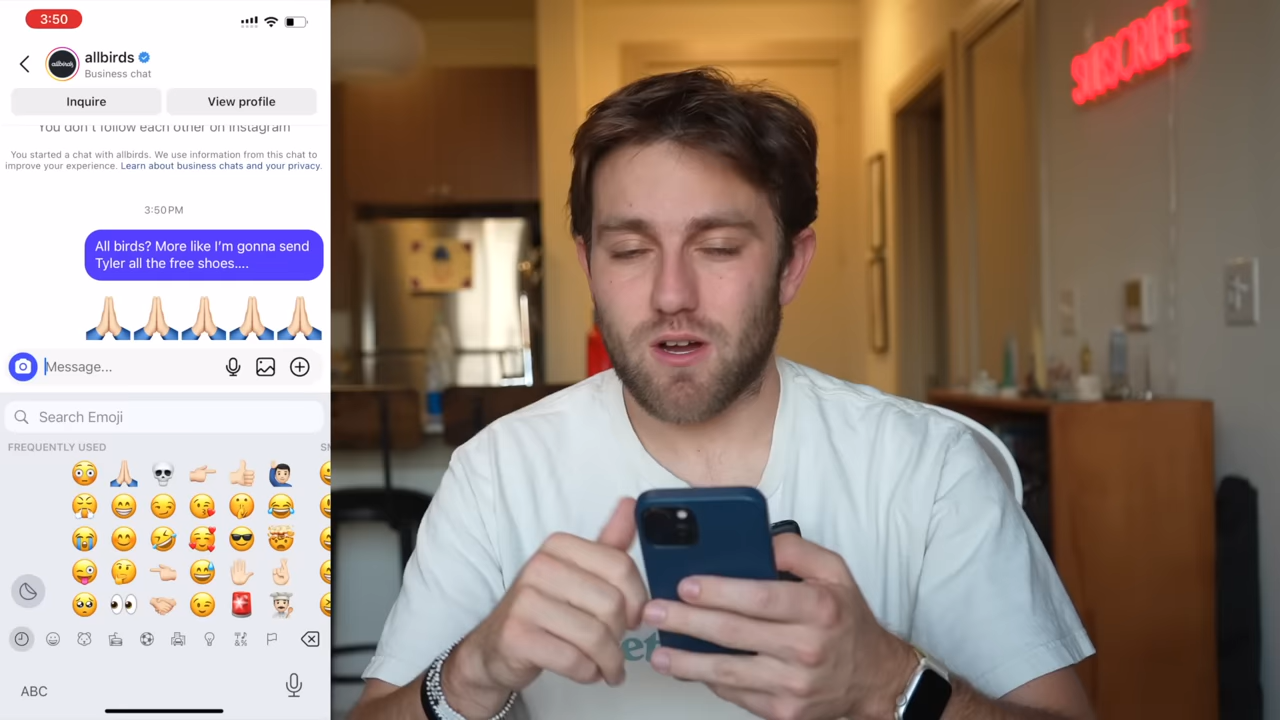 3:50
allbirds
Business chat
Inquire
View profile
You don't follow each other on Instagram
You started a chat with allbirds. We use information from this chat to
improve your experience. Learn about business chats and your privacy.
3:50 PM
All birds? More like I'm gonna send
Tyler all the free shoes....
Message...
Search Emoji
FREQUENTLY USED
ABC
SUBSCRIBE
et